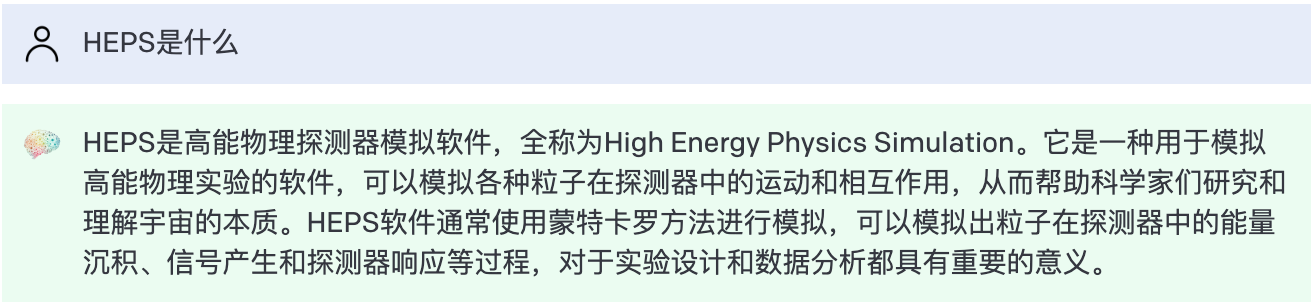 HEPS是什么
HEPS是高能物理探测器模拟软件，全称为High Energy Physics Simulation。它是一种用于模拟
高能物理实验的软件，可以模拟各种粒子在探测器中的运动和相互作用，从而帮助科学家们研究和
理解宇宙的本质。HEPS软件通常使用蒙特卡罗方法进行模拟，可以模拟出粒子在探测器中的能量
沉积、信号产生和探测器响应等过程，对于实验设计和数据分析都具有重要的意义。